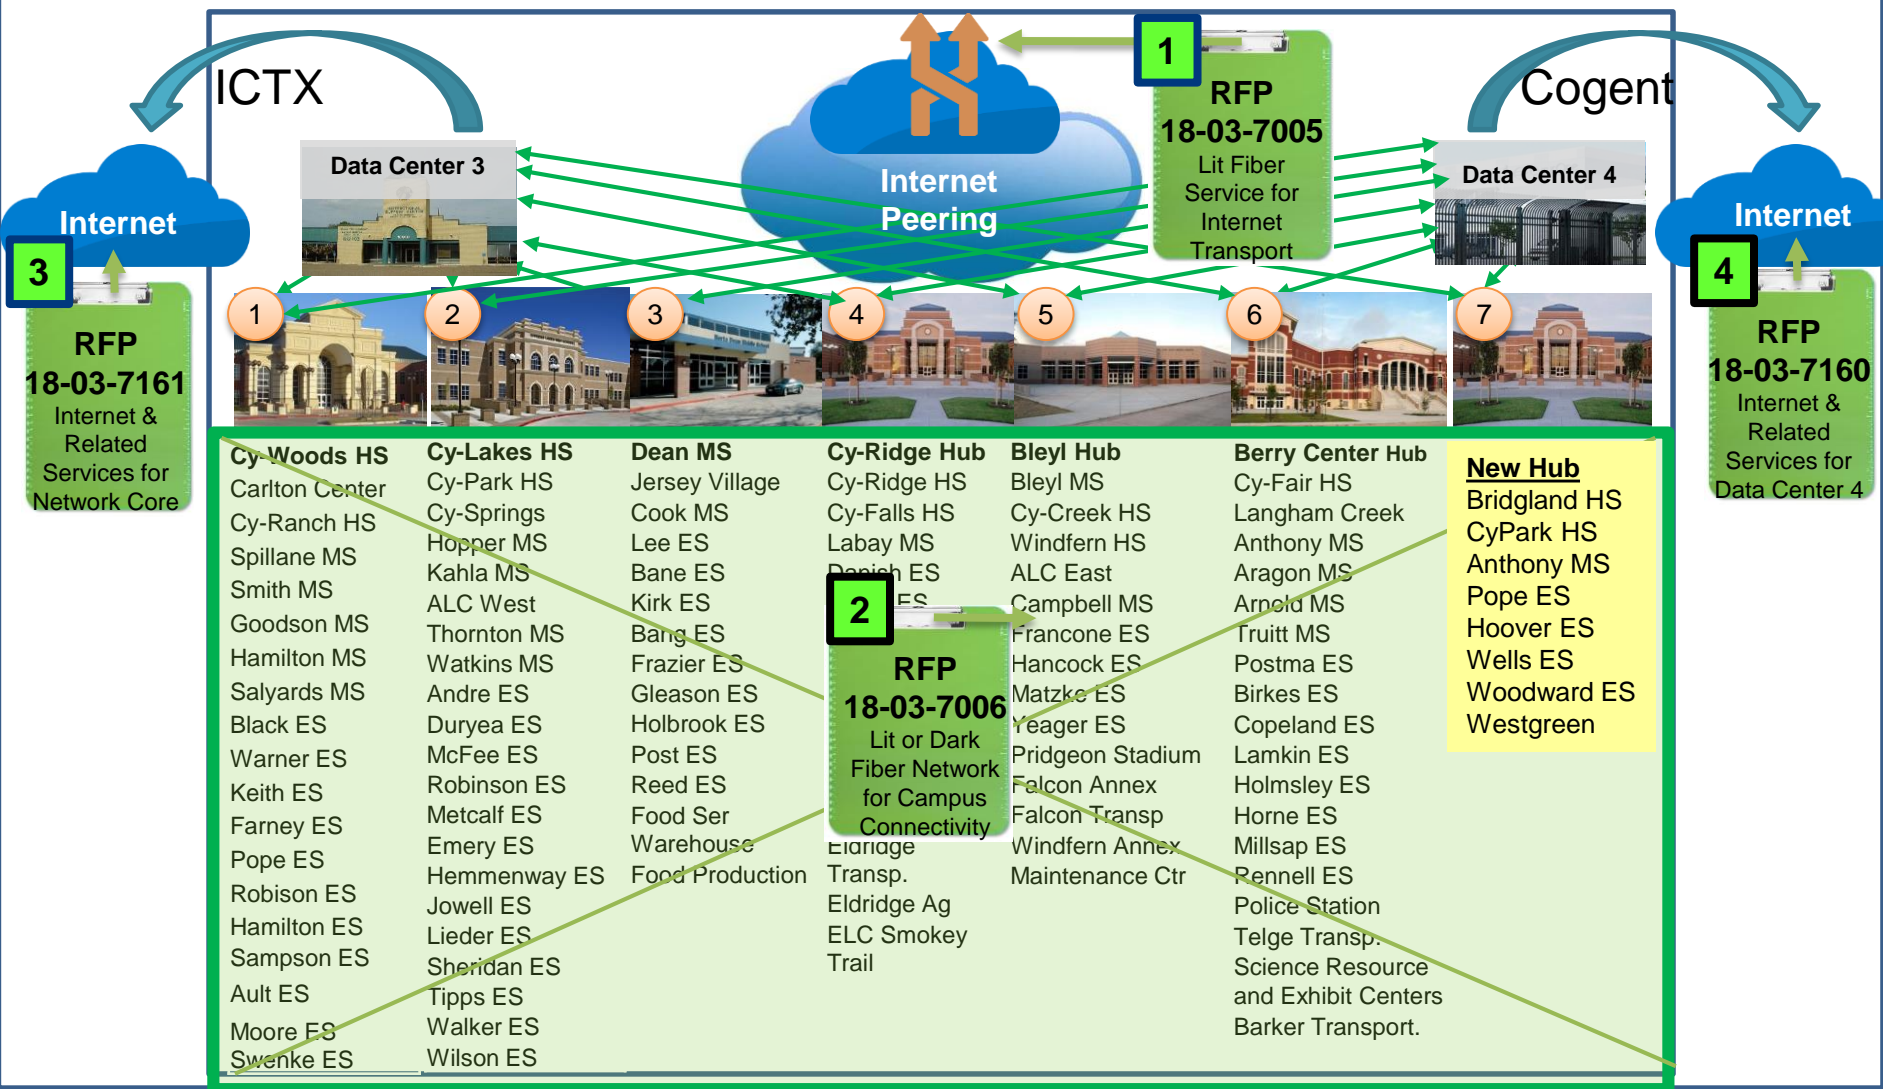 ICTX
Cogent
1
RFP
18-03-7005
Lit Fiber
Service for
Internet
Transport
Data Center 3
Data Center 4
Internet
Peering
Internet
3
RFP
18-03-7161
Internet &
Related
Services for
Network Core
Internet
4
RFP
18-03-7160
Internet &
Related
Services for
Data Center 4
1
2
3
4
5
6
7
Cy-Woods HS
Carlton Center
Cy-Ranch HS
Spillane MS
Smith MS
Goodson MS
Hamilton MS
Salyards MS
Black ES
Warner ES
Keith ES
Farney ES
Pope ES
Robison ES
Hamilton ES
Sampson ES
Ault ES
Moore ES
Swenke ES
Cy-Lakes HS
Cy-Park HS
Cy-Springs
Hopper MS
Kahla MS
ALC West
Thornton MS
Watkins MS
Andre ES
Duryea ES
McFee ES
Robinson ES
Metcalf ES
Emery ES
Hemmenway ES
Jowell ES
Lieder ES
Sheridan ES
Tipps ES
Walker ES
Wilson ES
Dean MS
Jersey Village
Cook MS
Lee ES
Bane ES
Kirk ES
Bang ES
Frazier ES
Gleason ES
Holbrook ES
Post ES
Reed ES
Food Ser
Warehouse
Food Production
Cy-Ridge Hub
Cy-Ridge HS
Cy-Falls HS
Labay MS
Danish ES
ES
2
RFP
18-03-7006
Lit or Dark
Fiber Network
for Campus
Connectivity
Eldridge
Transp.
Eldridge Ag
ELC Smokey
Trail
Bleyl Hub
Bleyl MS
Cy-Creek HS
Windfern HS
ALC East
Campbell MS
Francone ES
Hancock ES
Matzke ES
Yeager ES
Pridgeon Stadium
Falcon Annex
Falcon Transp
Windfern Annex
Maintenance Ctr
Berry Center Hub
Cy-Fair HS
Langham Creek
Anthony MS
Aragon MS
Arnold MS
Truitt MS
Postma ES
Birkes ES
Copeland ES
Lamkin ES
Holmsley ES
Horne ES
Millsap ES
Rennell ES
Police Station
Telge Transp.
Science Resource
and Exhibit Centers
Barker Transport.
New Hub
Bridgland HS
CyPark HS
Anthony MS
Pope ES
Hoover ES
Wells ES
Woodward ES
Westgreen